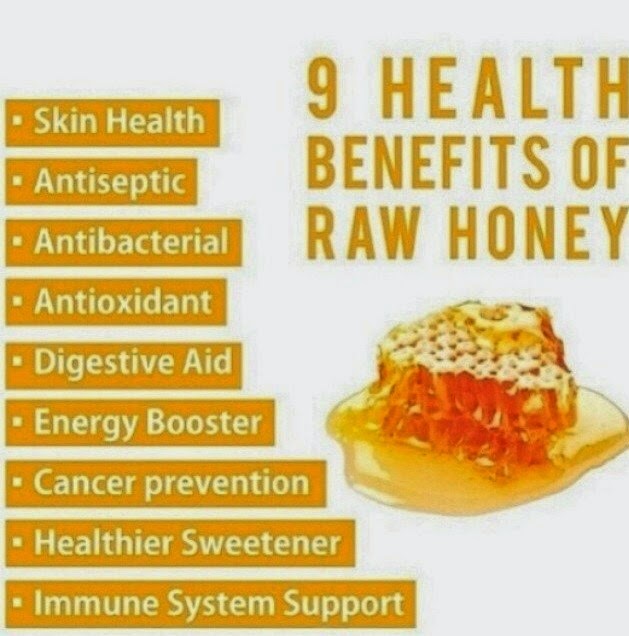 9 HEALTH
BENEFITS OF
RAW HONEY
▪ Skin Health
▪ Antiseptic
▪ Antibacterial
▪ Antioxidant
▪ Digestive Aid
▪ Energy Booster
▪ Cancer prevention
▪ Healthier Sweetener
▪ Immune System Support